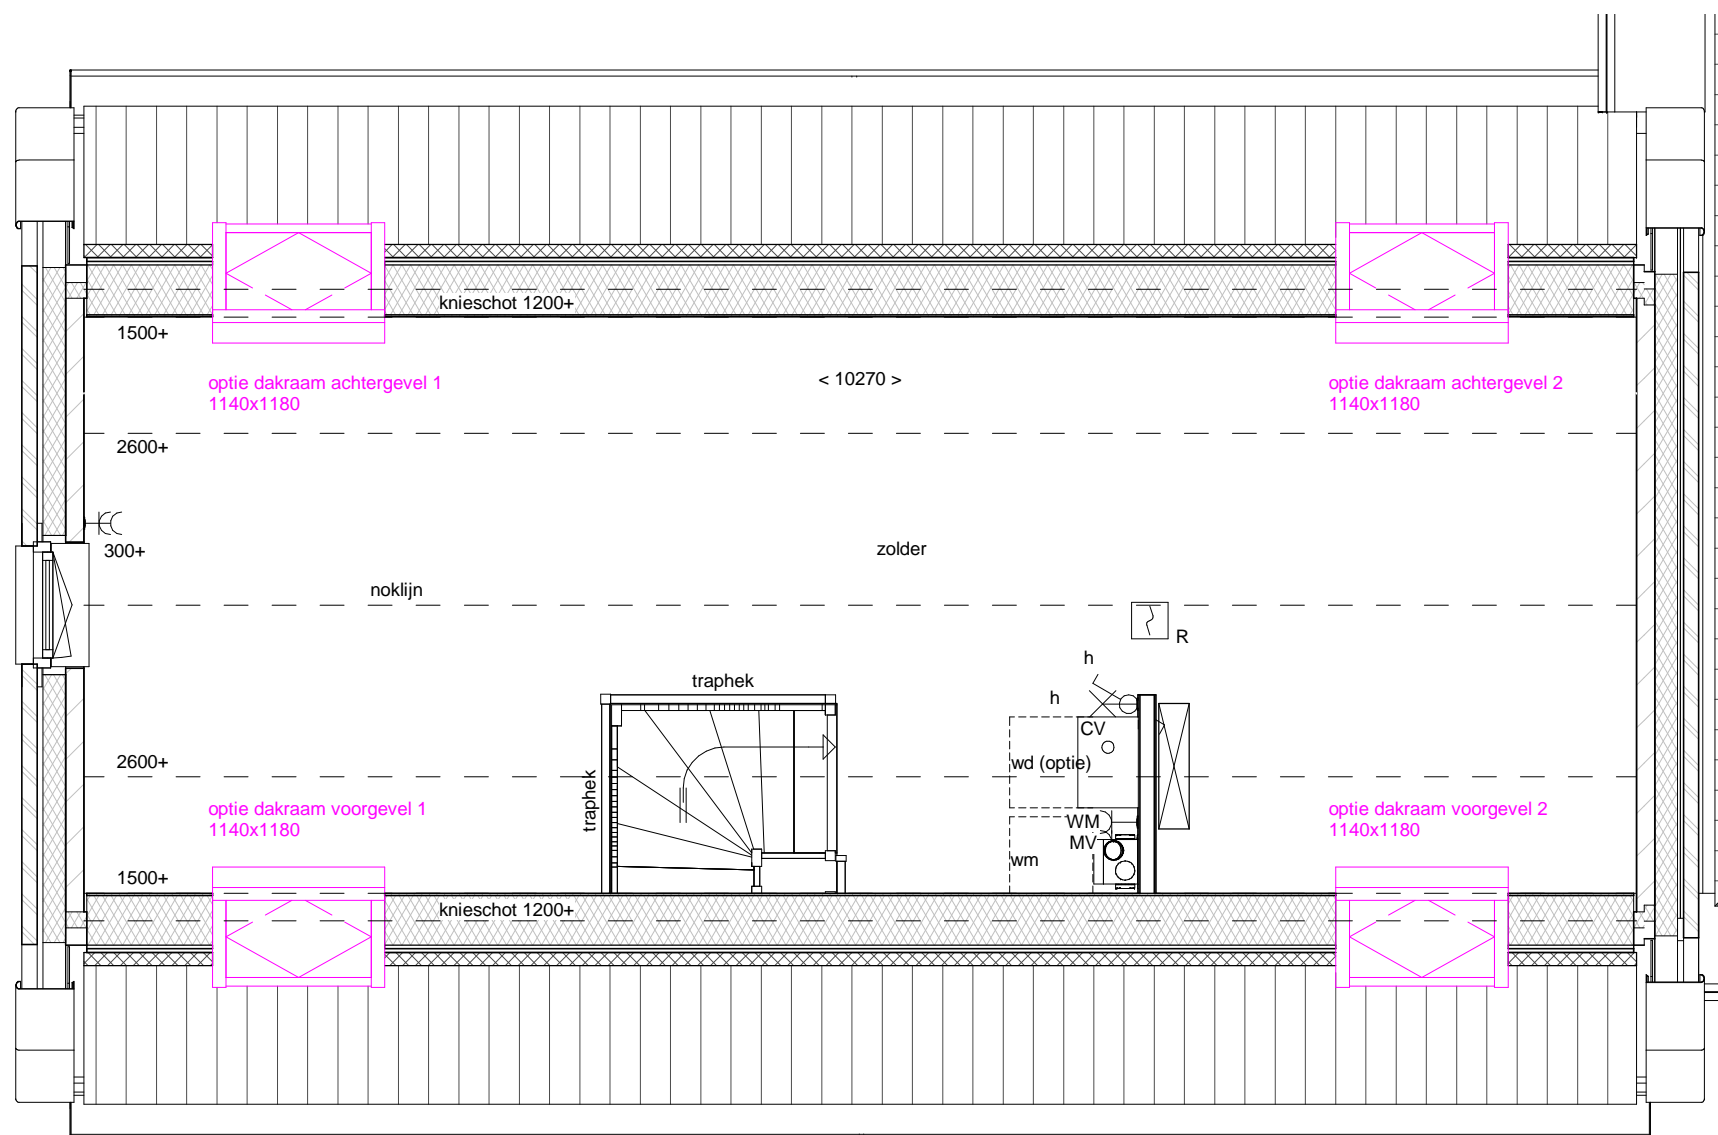 knieschot 1200+
1500+
< 10270 >
optie dakraam achtergevel 1
1140x1180
optie dakraam achtergevel 2
1140x1180
2600+
300+
zolder
noklijn
R
h
traphek
h
CV
2600+
wd (optie)
traphek
optie dakraam voorgevel 1
1140x1180
optie dakraam voorgevel 2
1140x1180
WM
MV
wm
1500+
knieschot 1200+